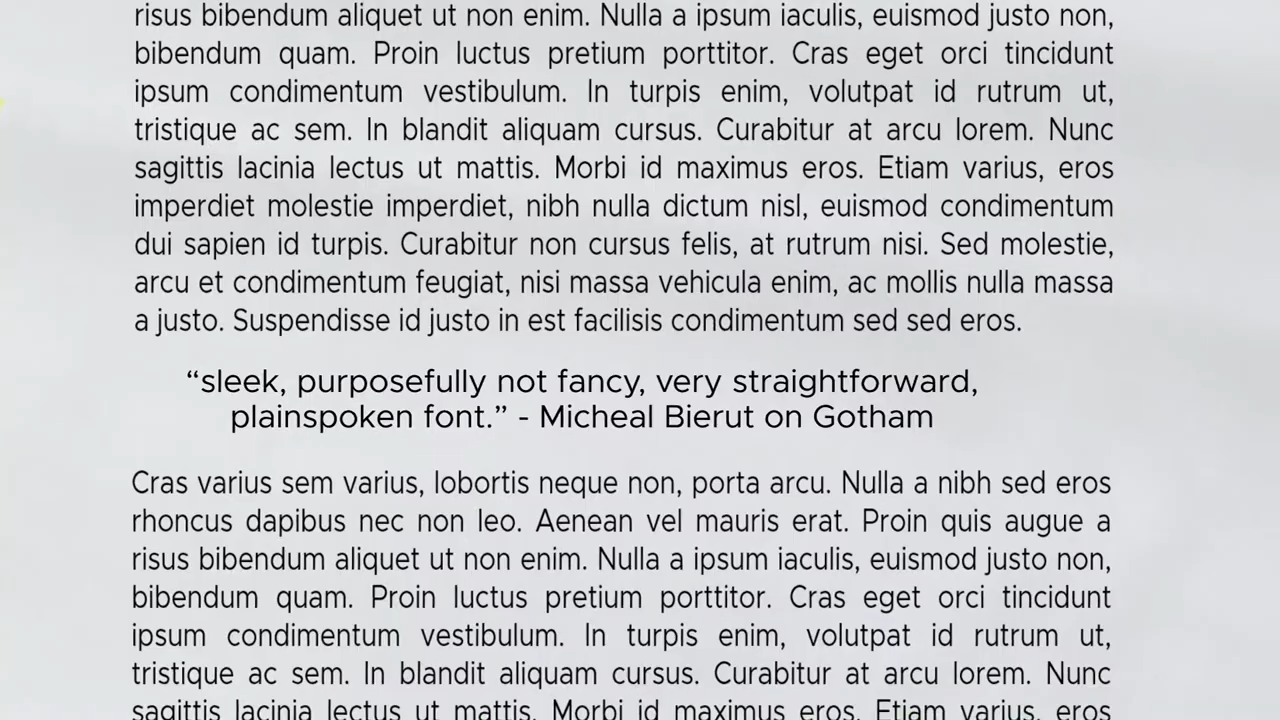 risus bibendum aliquet ut non enim. Nulla a ipsum iaculis, euismod justo non,
bibendum quam. Proin luctus pretium porttitor. Cras eget orci tincidunt
ipsum condimentum vestibulum. In turpis enim, volutpat id rutrum ut,
tristique ac sem. In blandit aliquam cursus. Curabitur at arcu lorem. Nunc
sagittis lacinia lectus ut mattis. Morbi id maximus eros. Etiam varius, eros
imperdiet molestie imperdiet, nibh nulla dictum nisl, euismod condimentum
dui sapien id turpis. Curabitur non cursus felis, at rutrum nisi. Sed molestie,
arcu et condimentum feugiat, nisi massa vehicula enim, ac mollis nulla massa
a justo. Suspendisse id justo in est facilisis condimentum sed sed eros.
“sleek, purposefully not fancy, very straightforward,
plainspoken font.” - Micheal Bierut on Gotham
Cras varius sem varius, lobortis neque non, porta arcu. Nulla a nibh sed eros
rhoncus dapibus nec non leo. Aenean vel mauris erat. Proin quis augue a
risus bibendum aliquet ut non enim. Nulla a ipsum iaculis, euismod justo non,
bibendum quam. Proin luctus pretium porttitor. Cras eget orci tincidunt
ipsum condimentum vestibulum. In turpis enim, volutpat id rutrum ut,
tristique ac sem. In blandit aliquam cursus. Curabitur at arcu lorem. Nunc
sagittis lacinia lectus ut mattis. Morbi id maximus eros. Etiam varius, eros